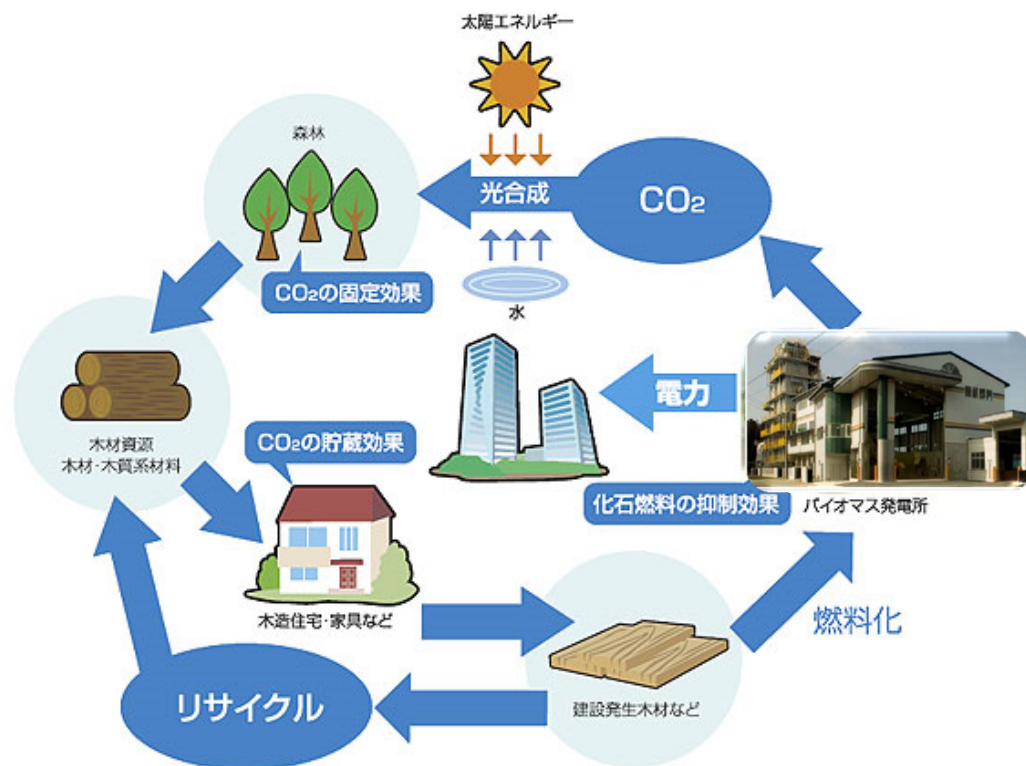 太陽エネルギー
森林
光合成
CO₂
CO₂の固定効果
水
電力
木材資源
木材・木質系材料
CO₂の貯蔵効果
化石燃料の抑制効果
バイオマス発電所
木造住宅・家具など
燃料化
リサイクル
建設発生木材など